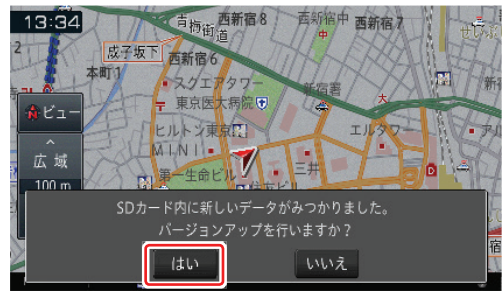 13:34
青梅街道
西新宿8
西新宿中
西新宿7
2
成子坂下
西新宿6
本町1
スクエアタワー
新宿署
東京医大病院
大
ビュー
ヒルトン東京
エルタワー
広域
MINI
三井
100m
第一生命ビル
D
SDカード内に新しいデータがみつかりました。
バージョンアップを行いますか？
はい
いいえ
宿